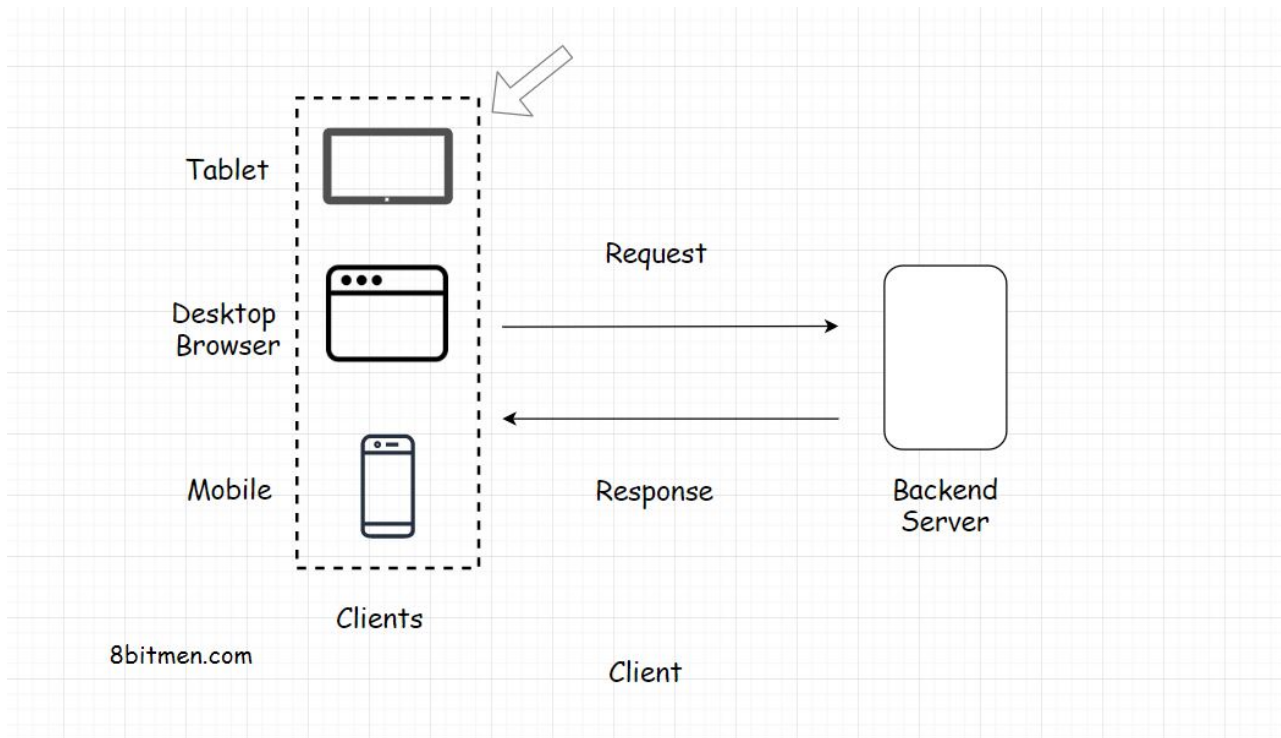 Tablet
Request
Desktop
Browser
Mobile
Response
Backend
Server
Clients
8bitmen.com
Client